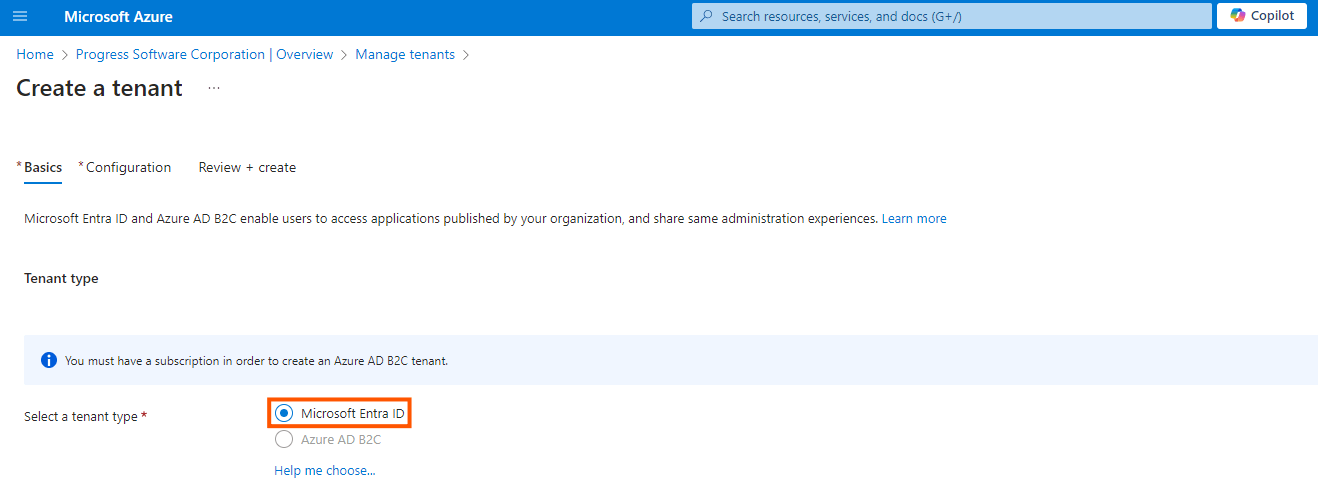 Microsoft Azure
Search resources, services, and docs (G+/)
Copilot
Home > Progress Software Corporation | Overview > Manage tenants >
Create a tenant ...
* Basics * Configuration Review + create
Microsoft Entra ID and Azure AD B2C enable users to access applications published by your organization, and share same administration experiences. Learn more
Tenant type
You must have a subscription in order to create an Azure AD B2C tenant.
Select a tenant type *
Microsoft Entra ID
Azure AD B2C
Help me choose...